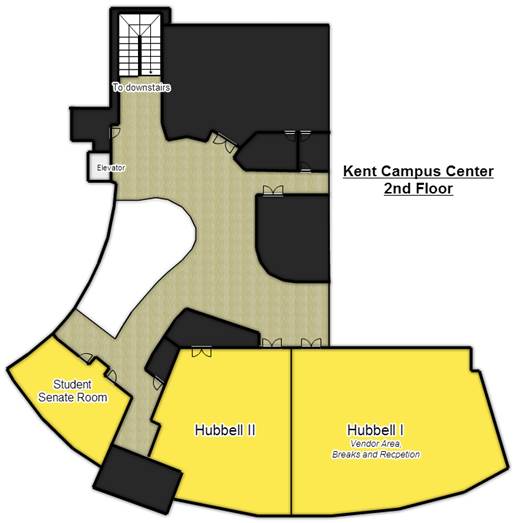 To downstairs
Elevator
Kent Campus Center
2nd Floor
Student
Senate Room
Hubbell II
Hubbell I
Vendor Area,
Breaks and Recpetion